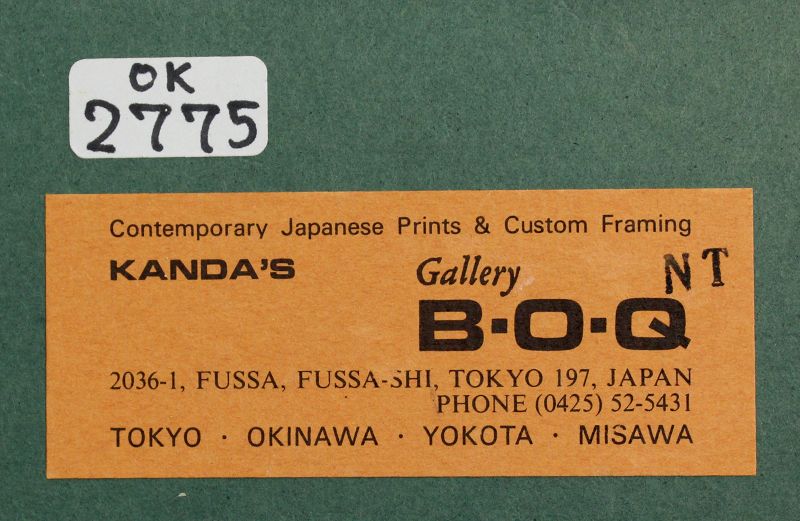 OK
2775
Contemporary Japanese Prints & Custom Framing
KANDA'S Gallery NT
B·O·Q
2036-1, FUSSA, FUSSA-SHI, TOKYO 197, JAPAN
PHONE (0425) 52-5431
TOKYO · OKINAWA · YOKOTA · MISAWA